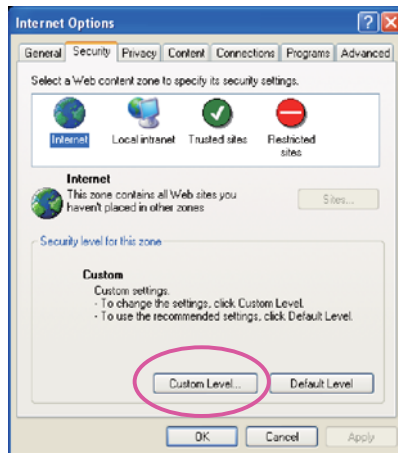 Internet Options
General Security Privacy Content Connections Programs Advanced
Select a Web content zone to specify its security settings.
Internet Local intranet Trusted sites Restricted
sites
Internet
This zone contains all Web sites you
haven't placed in other zones
Sites...
Security level for this zone
Custom
Custom settings.
- To change the settings, click Custom Level.
- To use the recommended settings, click Default Level.
Custom Level... Default Level
OK Cancel Apply